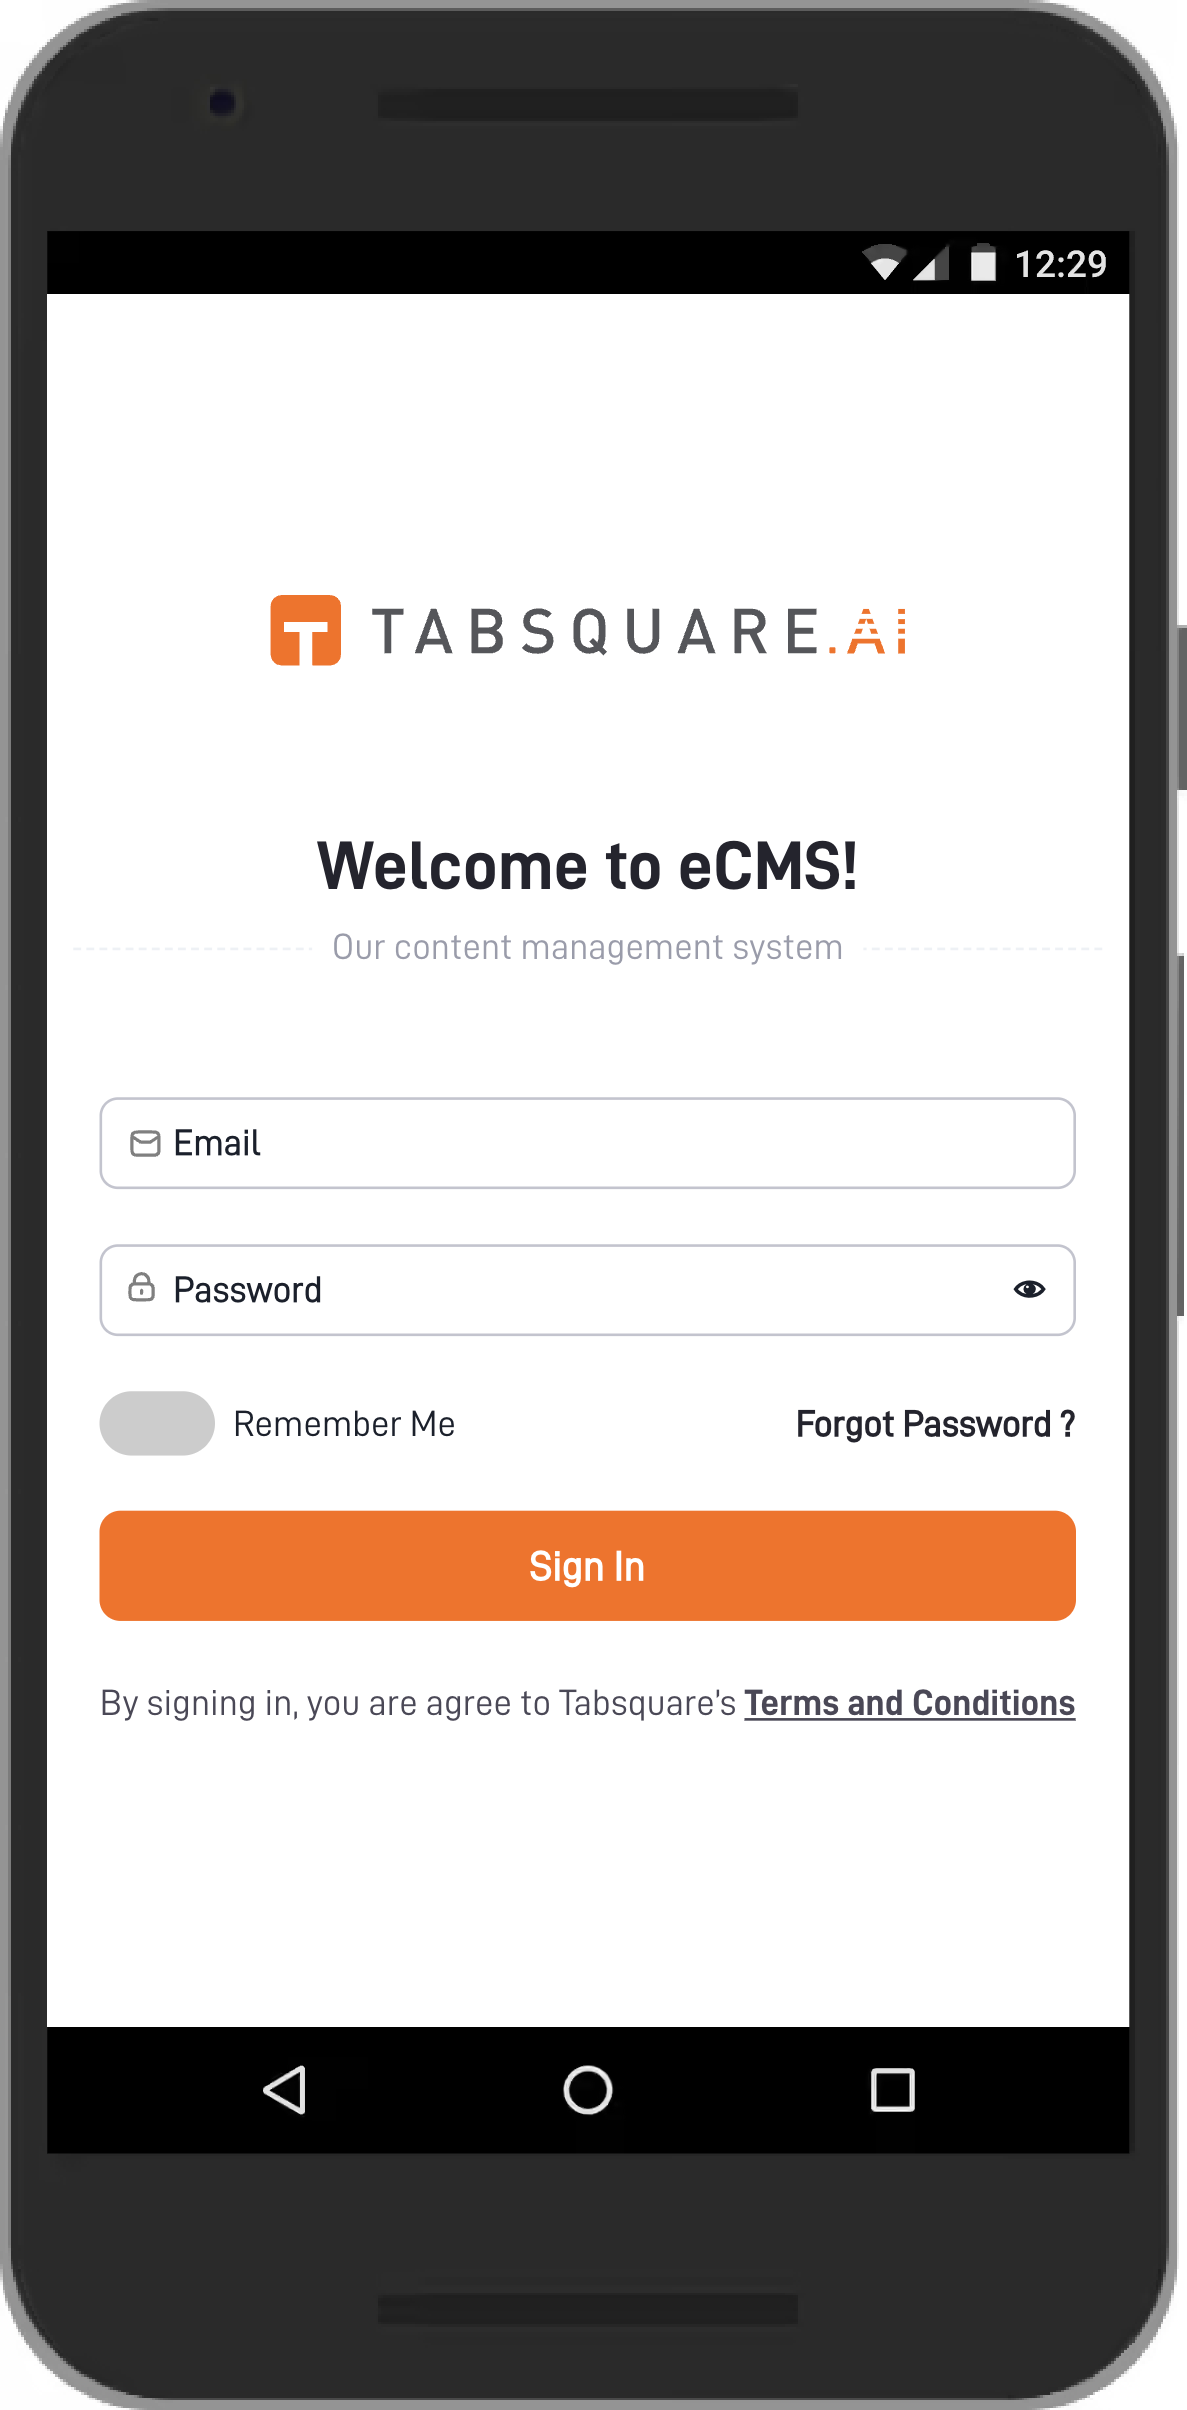 12:29
T TABSQUARE.Ai
Welcome to eCMS!
Our content management system
Email
Password
Remember Me Forgot Password ?
Sign In
By signing in, you are agree to Tabsquare's Terms and Conditions